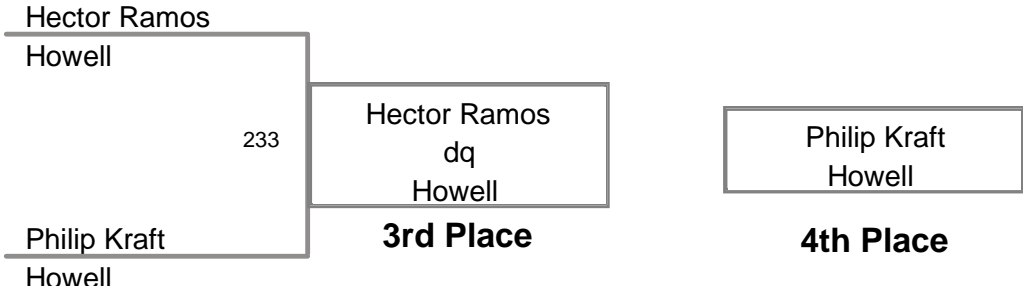 Hector Ramos
Howell
233
Philip Kraft
Howell
Hector Ramos
dq
Howell
3rd Place
Philip Kraft
Howell
4th Place